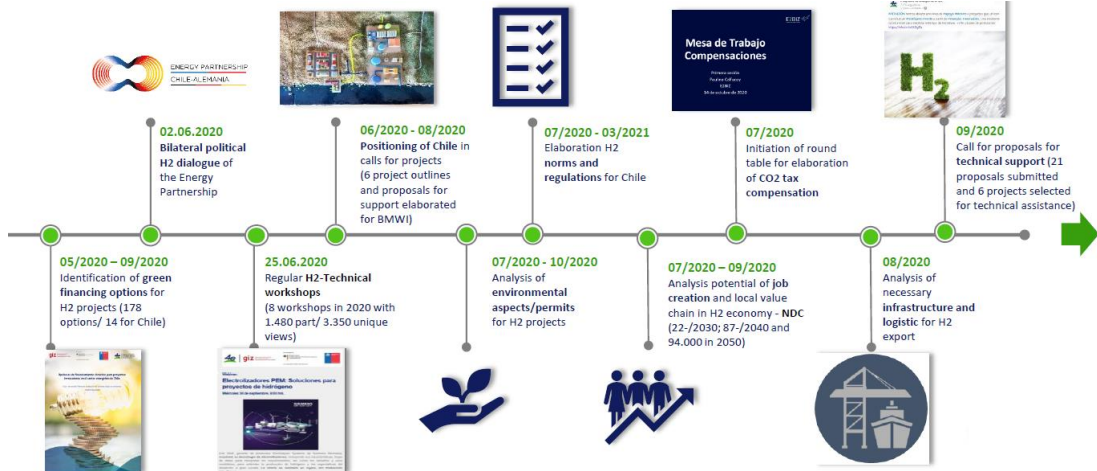 ENERGY PARTNERSHIP
CHILE-ALEMANIA
02.06.2020
Bilateral political
H2 dialogue of
the Energy
Partnership
06/2020 - 08/2020
Positioning of Chile in
calls for projects
(6 project outlines
and proposals for
support elaborated
for BMWI)
07/2020 - 03/2021
Elaboration H2
norms and
regulations for Chile
Mesa de Trabajo
Compensaciones
07/2020
Initiation of round
table for elaboration
of CO2 tax
compensation
H2
09/2020
Call for proposals for
technical support (21
proposals submitted
and 6 projects selected
for technical assistance)
05/2020 – 09/2020
Identification of green
financing options for
H2 projects (178
options/ 14 for Chile)
25.06.2020
Regular H2-Technical
workshops
(8 workshops in 2020 with
1.480 part/ 3.350 unique
views)
07/2020 - 10/2020
Analysis of
environmental
aspects/permits
for H2 projects
07/2020 – 09/2020
Analysis potential of job
creation and local value
chain in H2 economy - NDC
(22-/2030; 87-/2040 and
94.000 in 2050)
08/2020
Analysis of
necessary
infrastructure and
logistic for H2
export
giz
giz
Electrolizadores PEM: Soluciones para
proyectos de hidrógeno